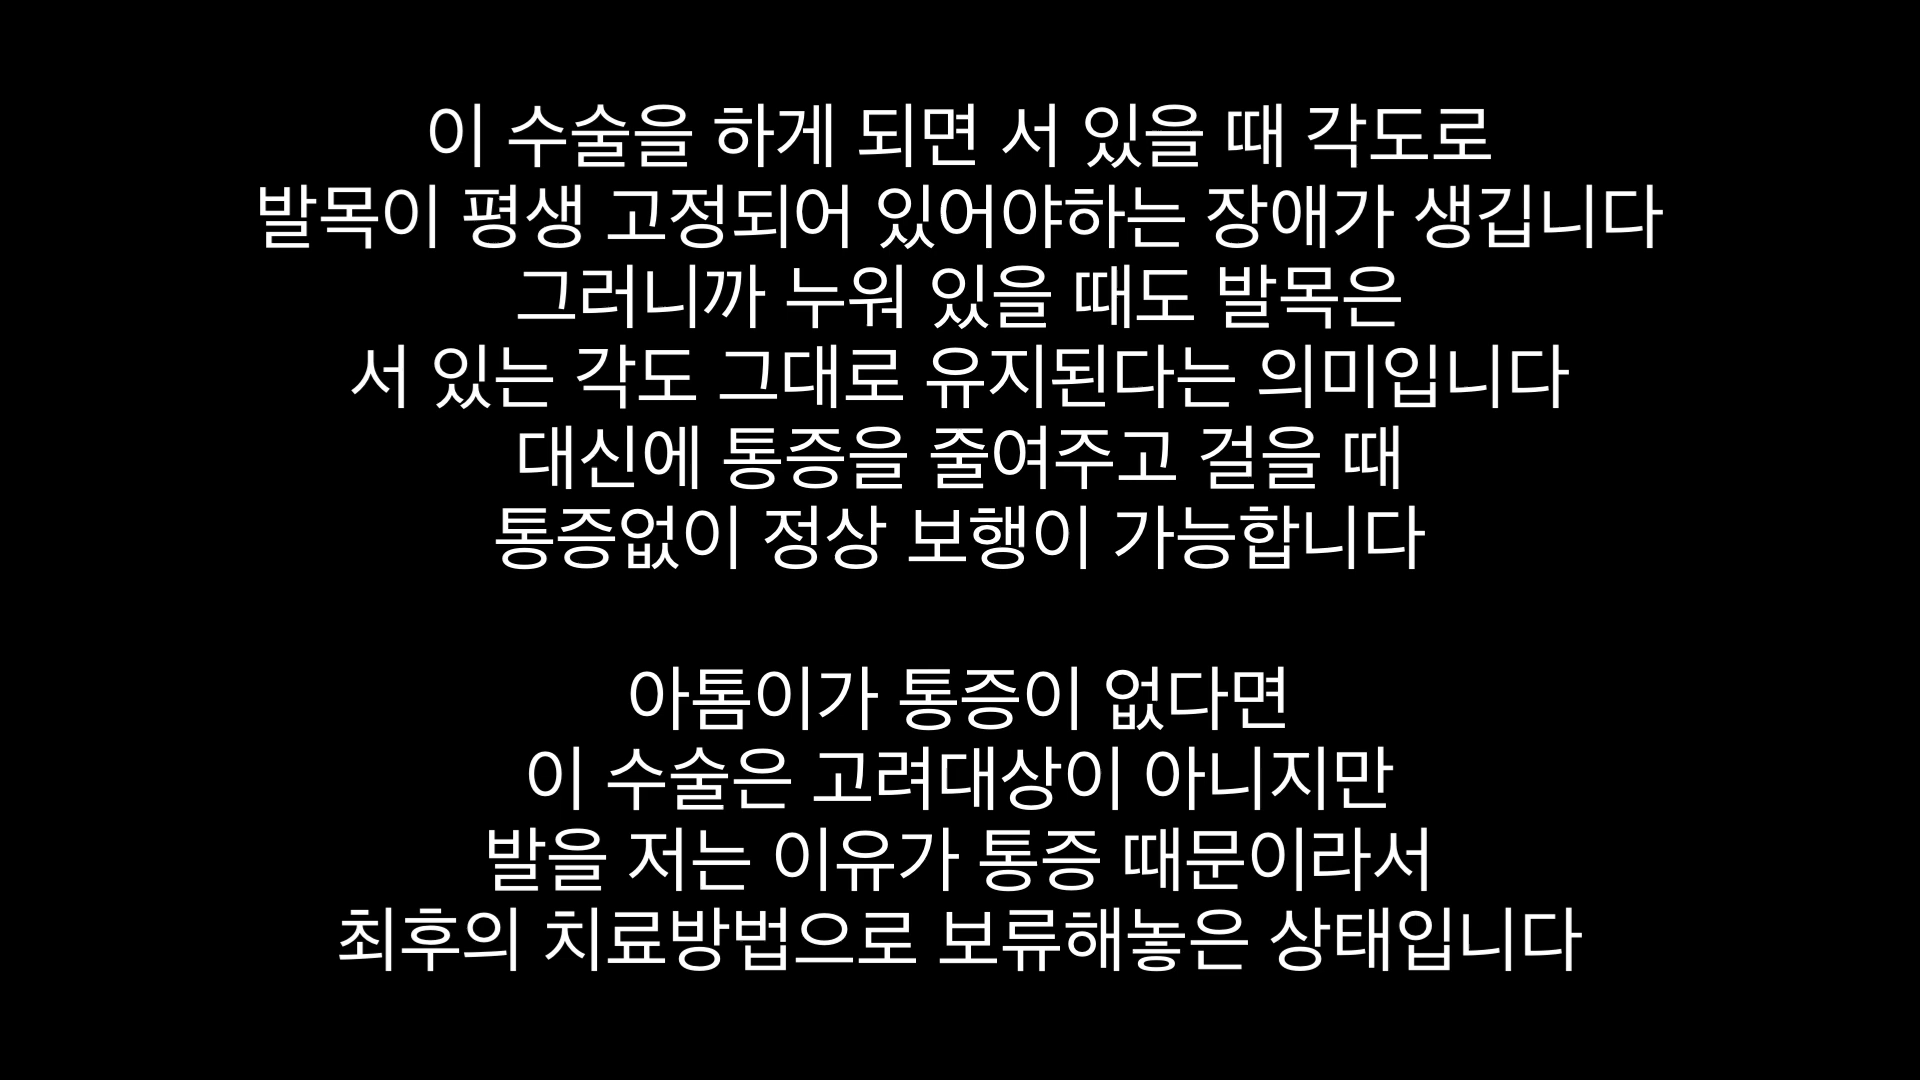 이 수술을 하게 되면 서 있을 때 각도로
발목이 평생 고정되어 있어야하는 장애가 생깁니다
그러니까 누워 있을 때도 발목은
서 있는 각도 그대로 유지된다는 의미입니다
대신에 통증을 줄여주고 걸을 때
통증없이 정상 보행이 가능합니다
아톰이가 통증이 없다면
이 수술은 고려대상이 아니지만
발을 저는 이유가 통증 때문이라서
최후의 치료방법으로 보류해놓은 상태입니다